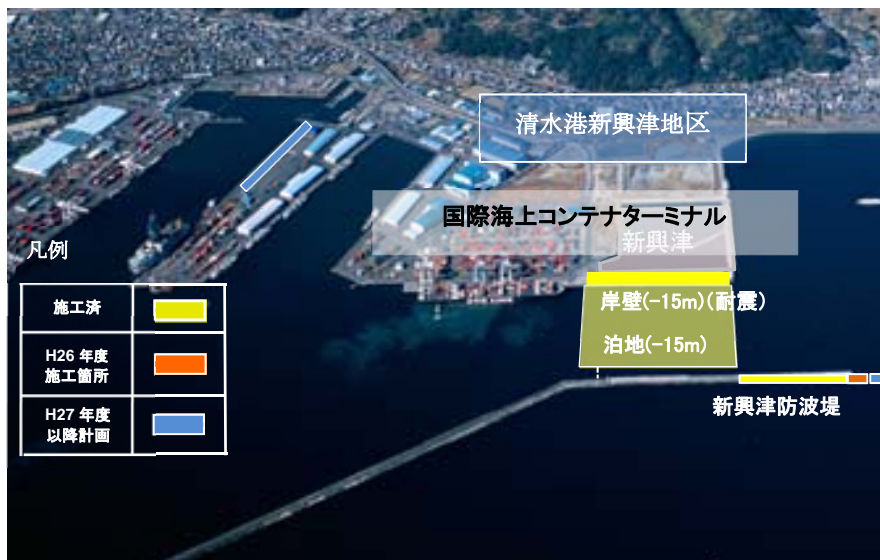 清水港新興津地区
国際海上コンテナターミナル
新興津
岸壁(-15m)(耐震)
泊地(-15m)
新興津防波堤
凡例
施工済
H26 年度
施工箇所
H27 年度
以降計画